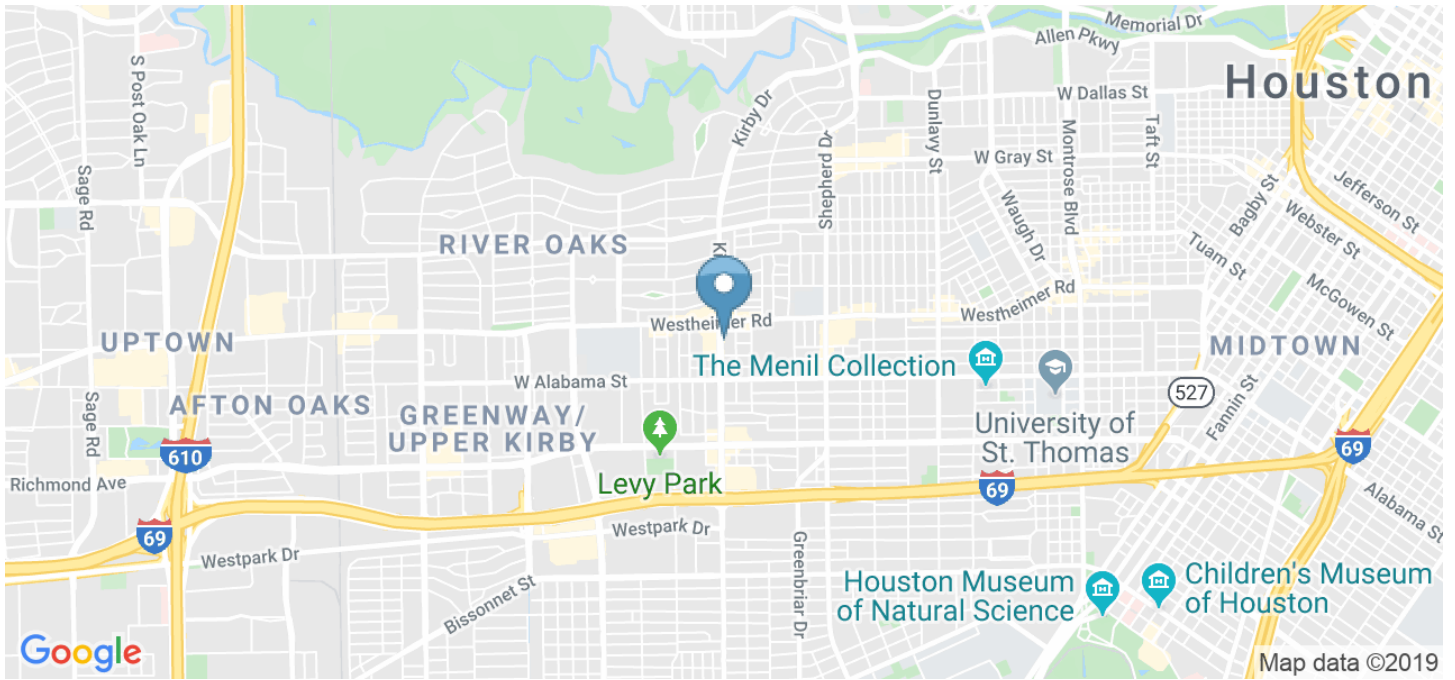 Memorial Dr
Allen Pkwy
Houston
S Post Oak Ln
Kirby Dr
W Dallas St
Dunlavy St
Taft St
Montrose Blvd
Shepherd Dr
W Gray St
Sage Rd
Jefferson St
Bagby St
Webster St
Waugh Dr
RIVER OAKS
Tuam St
McGowen St
Westheimer Rd
Westheimer Rd
UPTOWN
MIDTOWN
The Menil Collection
W Alabama St
527
AFTON OAKS
Sage Rd
GREENWAY/
UPPER KIRBY
Fannin St
University of
St. Thomas
610
69
Richmond Ave
Levy Park
69
Alabama St
69
Westpark Dr
Westpark Dr
Greenbriar Dr
Bissonnet St
Houston Museum
of Natural Science
Children's Museum
of Houston
Google
Map data ©2019